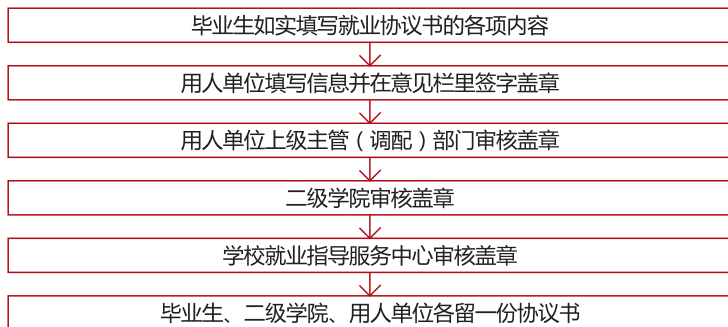 毕业生如实填写就业协议书的各项内容
用人单位填写信息并在意见栏里签字盖章
用人单位上级主管（调配）部门审核盖章
二级学院审核盖章
学校就业指导服务中心审核盖章
毕业生、二级学院、用人单位各留一份协议书